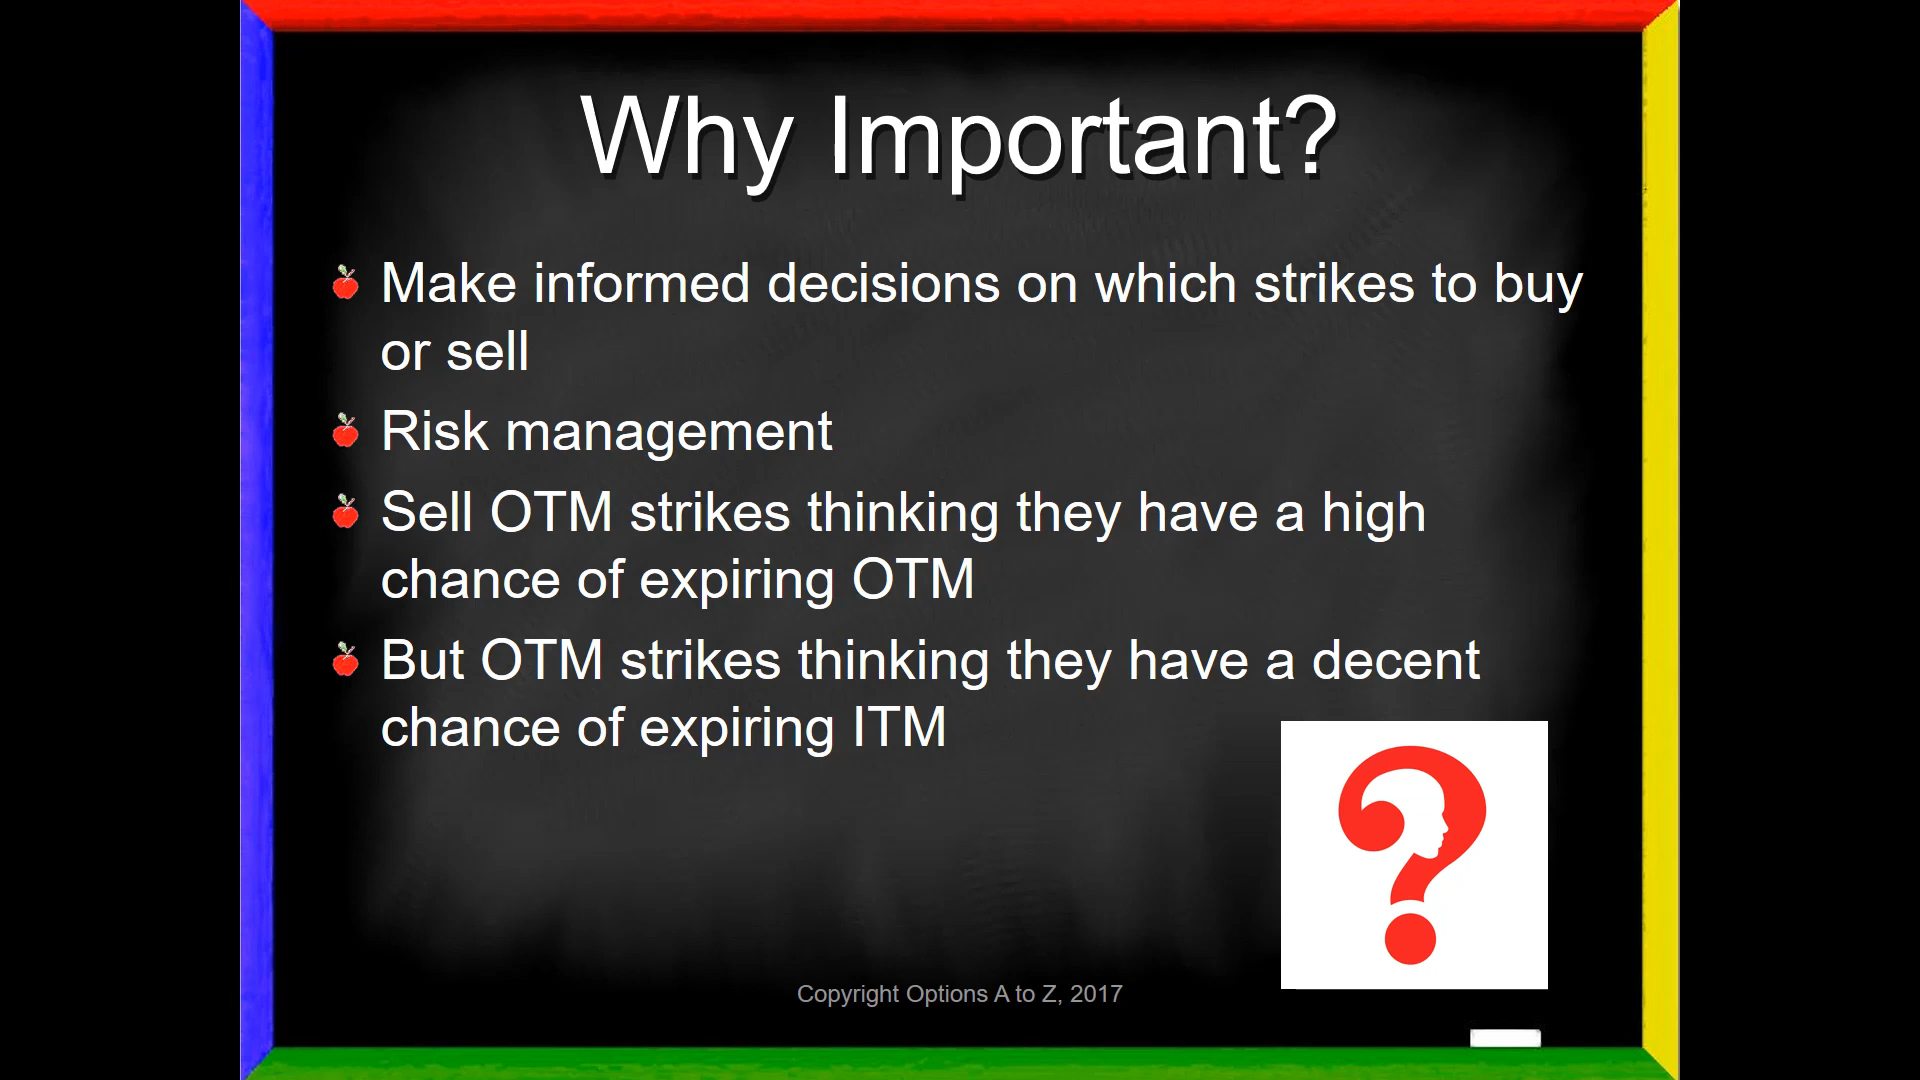 Why Important?
Make informed decisions on which strikes to buy
or sell
Risk management
Sell OTM strikes thinking they have a high
chance of expiring OTM
But OTM strikes thinking they have a decent
chance of expiring ITM
Copyright Options A to Z, 2017